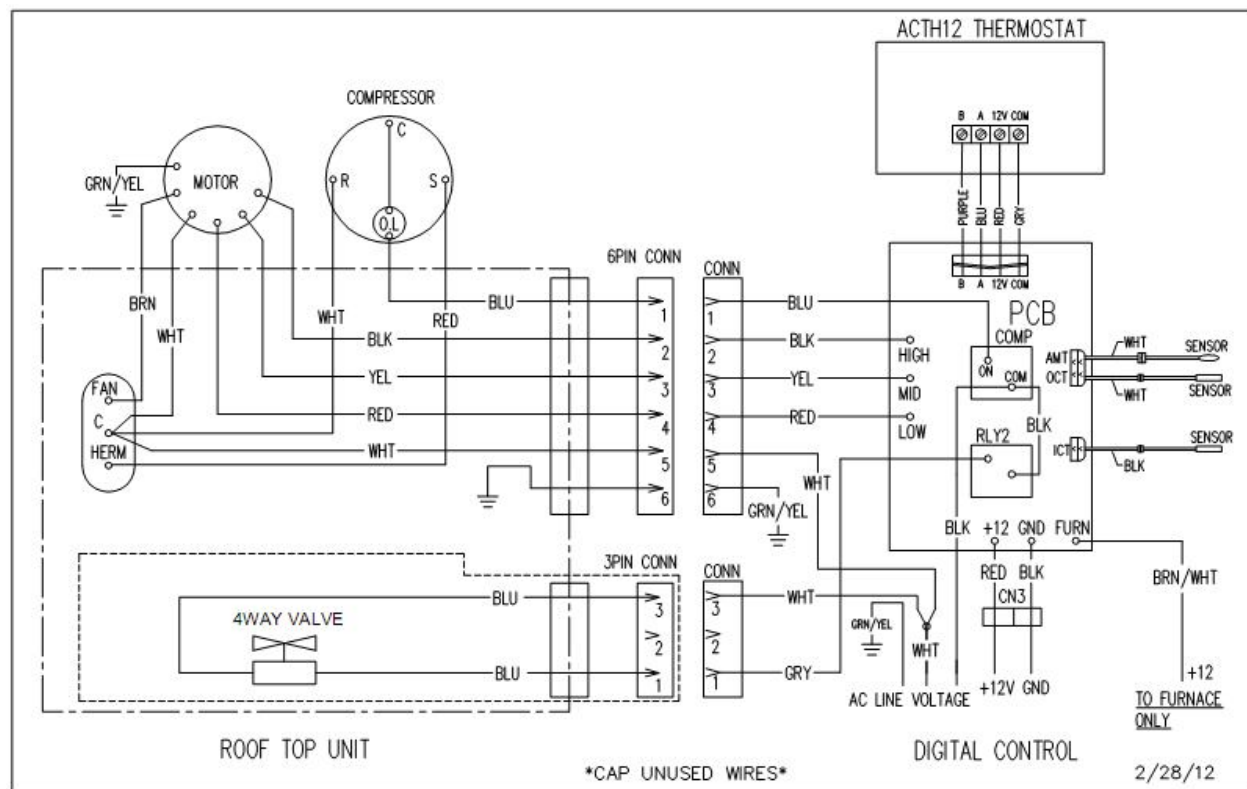 ACTH12 THERMOSTAT
COMPRESSOR
B A 12V COM
C
MOTOR
R
S
GRN/YEL
O.L
PURPLE
BLU
RED
GRY
6PIN CONN
CONN
B A 12V COM
PCB
BRN
WHT
WHT
RED
BLU
1
1
BLU
COMP
ON
COM
BLK
2
2
BLK
HIGH
AMT
WHT
SENSOR
OCT
WHT
SENSOR
YEL
3
3
YEL
MID
FAN
C
HERM
RED
4
4
RED
LOW
BLK
RLY2
WHT
5
5
WHT
ICT
BLK
SENSOR
6
6
GRN/YEL
BLK
+12
GND
FURN
RED
BLK
BRN/WHT
3PIN CONN
CONN
CN3
BLU
3
3
WHT
4WAY VALVE
2
2
GRN/YEL
WHT
BLU
1
1
GRY
AC LINE VOLTAGE
+12V
GND
+12
TO FURNACE
ONLY
ROOF TOP UNIT
DIGITAL CONTROL
*CAP UNUSED WIRES*
2/28/12